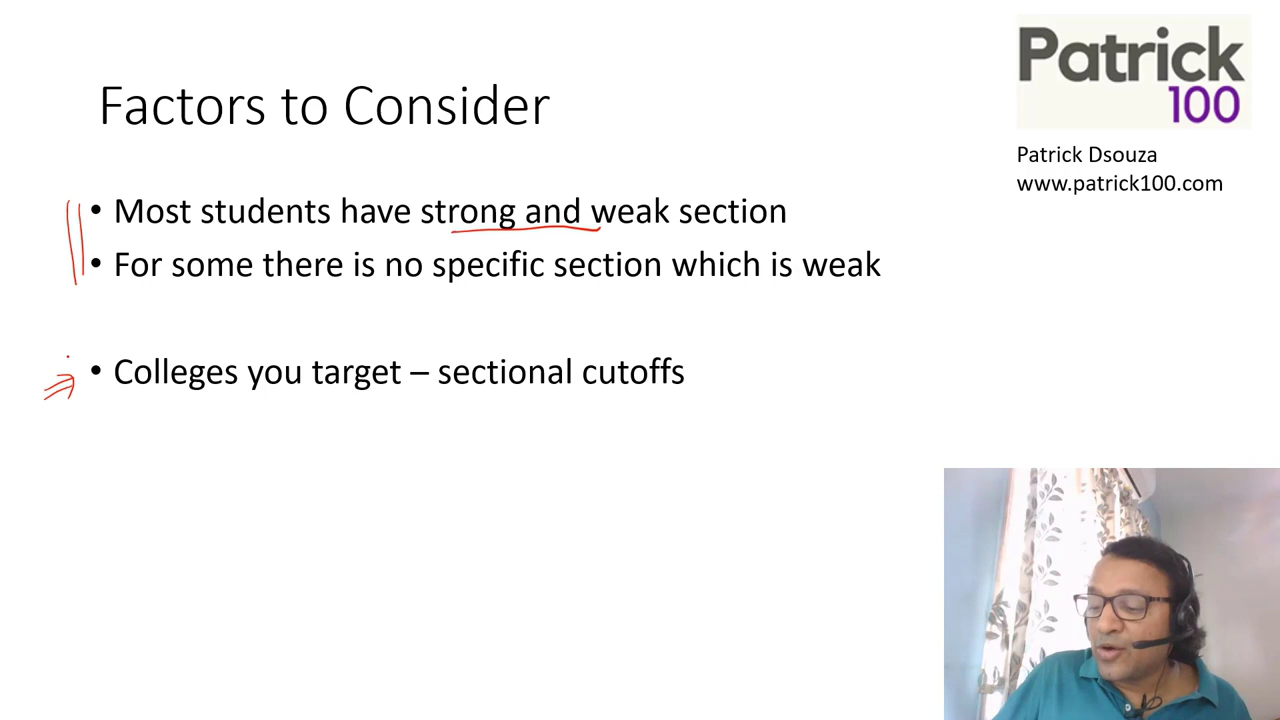 Patrick
100
Factors to Consider
Patrick Dsouza
www.patrick100.com
• Most students have strong and weak section
• For some there is no specific section which is weak
• Colleges you target – sectional cutoffs